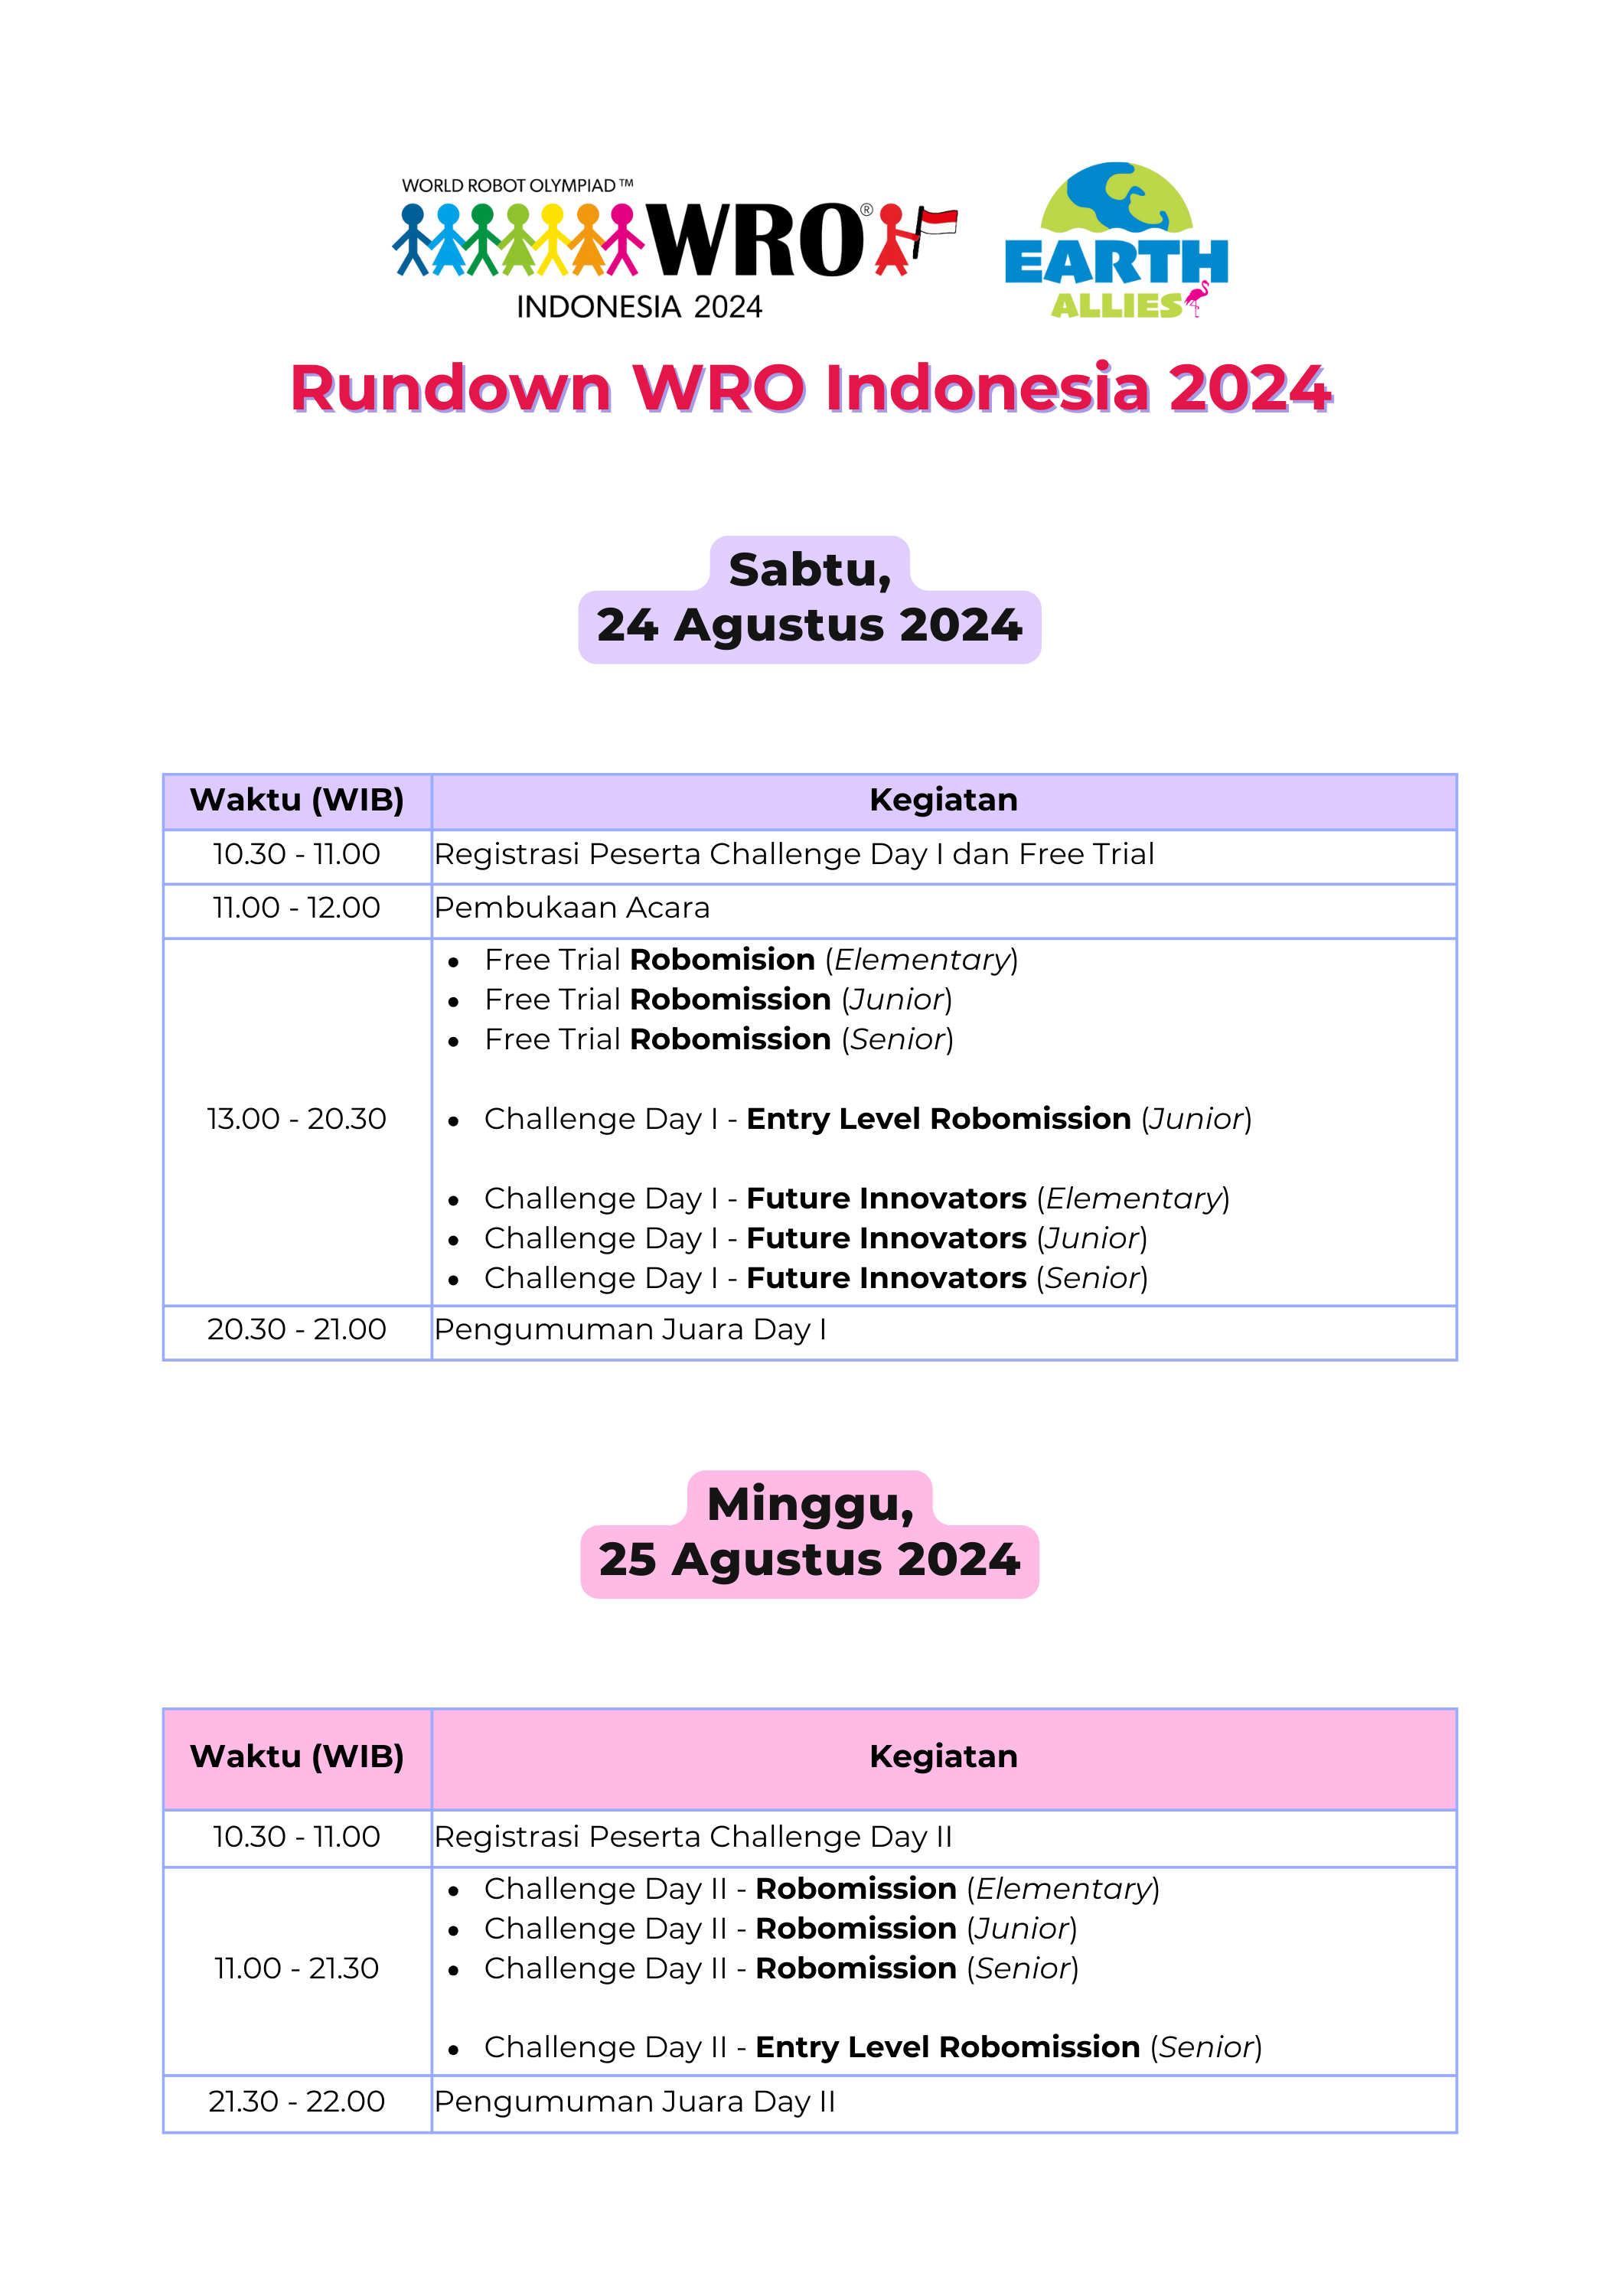 WORLD ROBOT OLYMPIAD™
WRO®
INDONESIA 2024
EARTH
ALLIES
Rundown WRO Indonesia 2024
Sabtu,
24 Agustus 2024
Waktu (WIB) Kegiatan
10.30 - 11.00 Registrasi Peserta Challenge Day I dan Free Trial
11.00 - 12.00 Pembukaan Acara
13.00 - 20.30
• Free Trial Robomision (Elementary)
• Free Trial Robomission (Junior)
• Free Trial Robomission (Senior)
• Challenge Day I - Entry Level Robomission (Junior)
• Challenge Day I - Future Innovators (Elementary)
• Challenge Day I - Future Innovators (Junior)
• Challenge Day I - Future Innovators (Senior)
20.30 - 21.00 Pengumuman Juara Day I
Minggu,
25 Agustus 2024
Waktu (WIB) Kegiatan
10.30 - 11.00 Registrasi Peserta Challenge Day II
11.00 - 21.30
• Challenge Day II - Robomission (Elementary)
• Challenge Day II - Robomission (Junior)
• Challenge Day II - Robomission (Senior)
• Challenge Day II - Entry Level Robomission (Senior)
21.30 - 22.00 Pengumuman Juara Day II